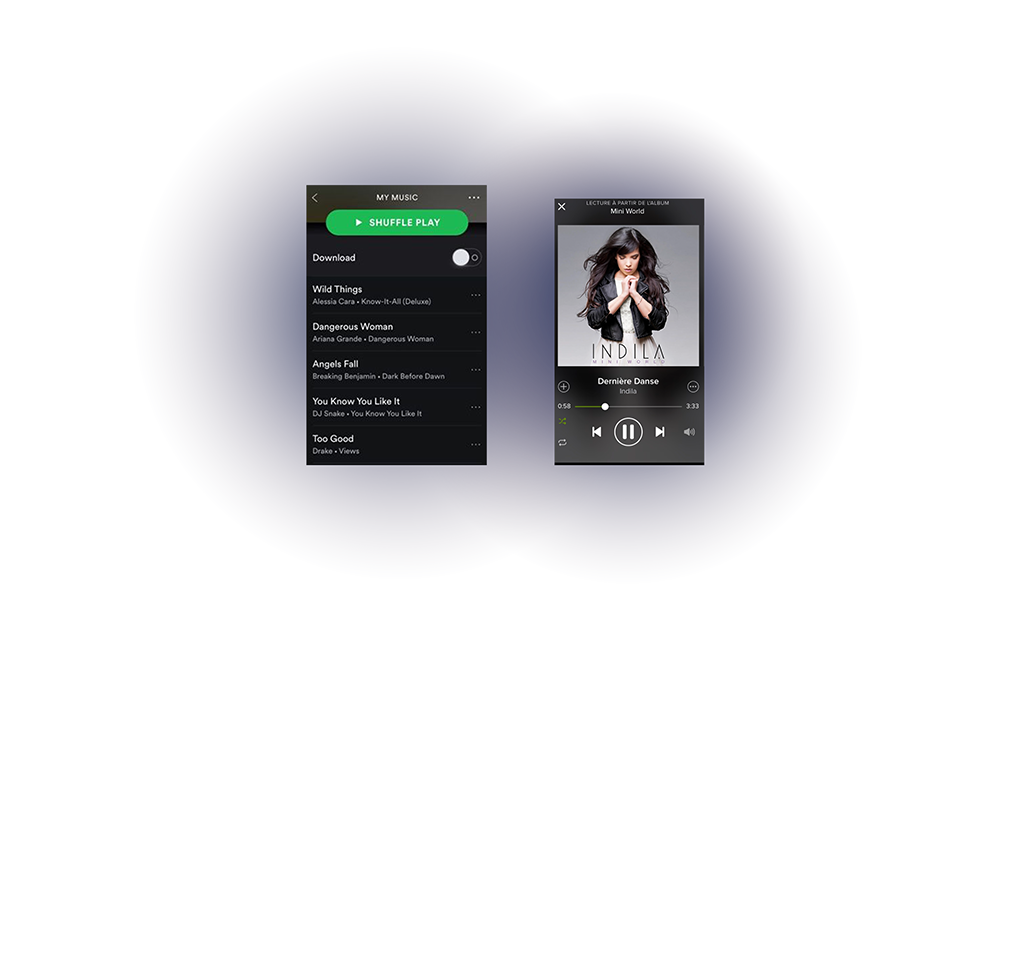 MY MUSIC
SHUFFLE PLAY
Download
Wild Things
Alessia Cara • Know-It-All (Deluxe)
Dangerous Woman
Ariana Grande • Dangerous Woman
Angels Fall
Breaking Benjamin • Dark Before Dawn
You Know You Like It
DJ Snake • You Know You Like It
Too Good
Drake • Views
LECTURE À PARTIR DE L'ALBUM
Mini World
INDILA
MINI WORLD
Dernière Danse
Indila
0:58 3:33